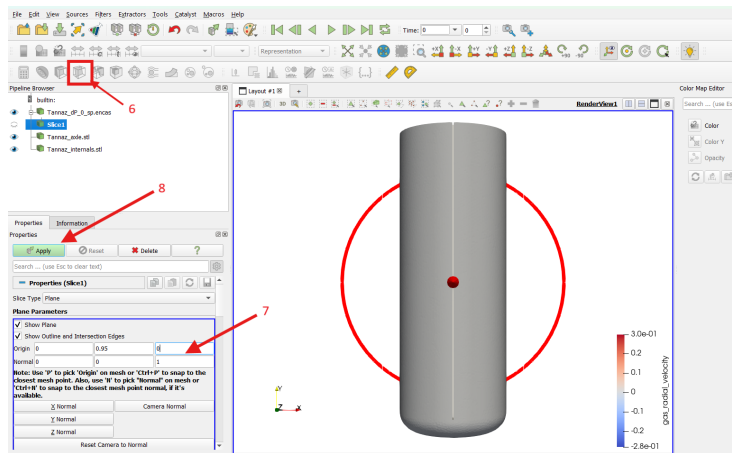 File Edit View Sources Filters Extractors Tools Catalyst Macros Help
Time: 0 0
Representation
6
Pipeline Browser
builtin:
Tannaz_dP_0_sp.encas
Slice1
Tannaz_axle.stl
Tannaz_internals.stl
Layout #1
+
3D
RenderView1
Color Map Editor
Search ... (use Es
Color
Color Y
Opacity
8
Properties Information
Properties
Apply Reset Delete ?
Search ... (use Esc to clear text)
Properties (Slice1)
Slice Type Plane
Plane Parameters
7
Show Plane
Show Outline and Intersection Edges
Origin 0 0.95 0
Normal 0 0 1
Note: Use 'P' to pick 'Origin' on mesh or 'Ctrl+P' to snap to the
closest mesh point. Also, use 'N' to pick "Normal" on mesh or
'Ctrl+N' to snap to the closest mesh point normal, if it's
available.
X Normal Camera Normal
Y Normal
Z Normal
Reset Camera to Normal
Y
Z X
3.0e-01
0.2
0.1
0
-0.1
-0.2
-2.8e-01
gas_radial_velocity